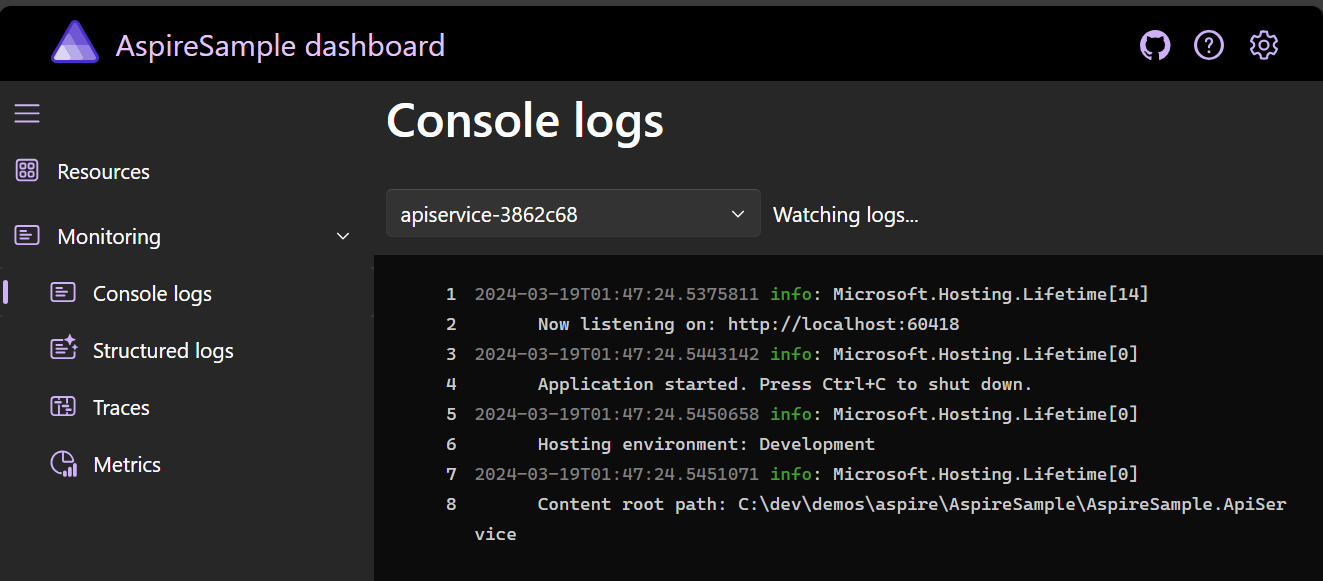 AspireSample dashboard
Console logs
Resources
apiservice-3862c68 Watching logs...
Monitoring
Console logs
Structured logs
Traces
Metrics
1 2024-03-19T01:47:24.5375811 info: Microsoft.Hosting.Lifetime[14]
2 Now listening on: http://localhost:60418
3 2024-03-19T01:47:24.5443142 info: Microsoft.Hosting.Lifetime[0]
4 Application started. Press Ctrl+C to shut down.
5 2024-03-19T01:47:24.5450658 info: Microsoft.Hosting.Lifetime[0]
6 Hosting environment: Development
7 2024-03-19T01:47:24.5451071 info: Microsoft.Hosting.Lifetime[0]
8 Content root path: C:\dev\demos\aspire\AspireSample\AspireSample.ApiSer
vice